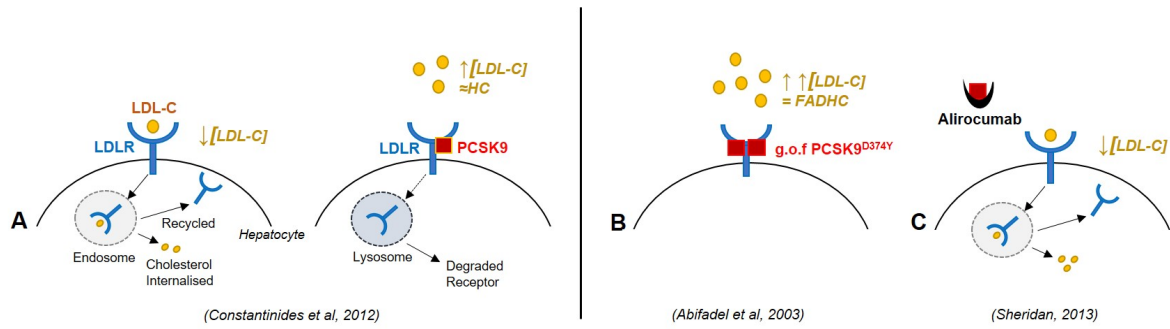 A
LDL-C
LDLR
↓[LDL-C]
Endosome
Recycled
Cholesterol
Internalised
Hepatocyte
↑[LDL-C]
≈HC
LDLR
PCSK9
Lysosome
Degraded
Receptor
(Constantinides et al, 2012)
B
↑ ↑[LDL-C]
= FADHC
g.o.f PCSK9D374Y
(Abifadel et al, 2003)
C
Alirocumab
↓[LDL-C]
(Sheridan, 2013)